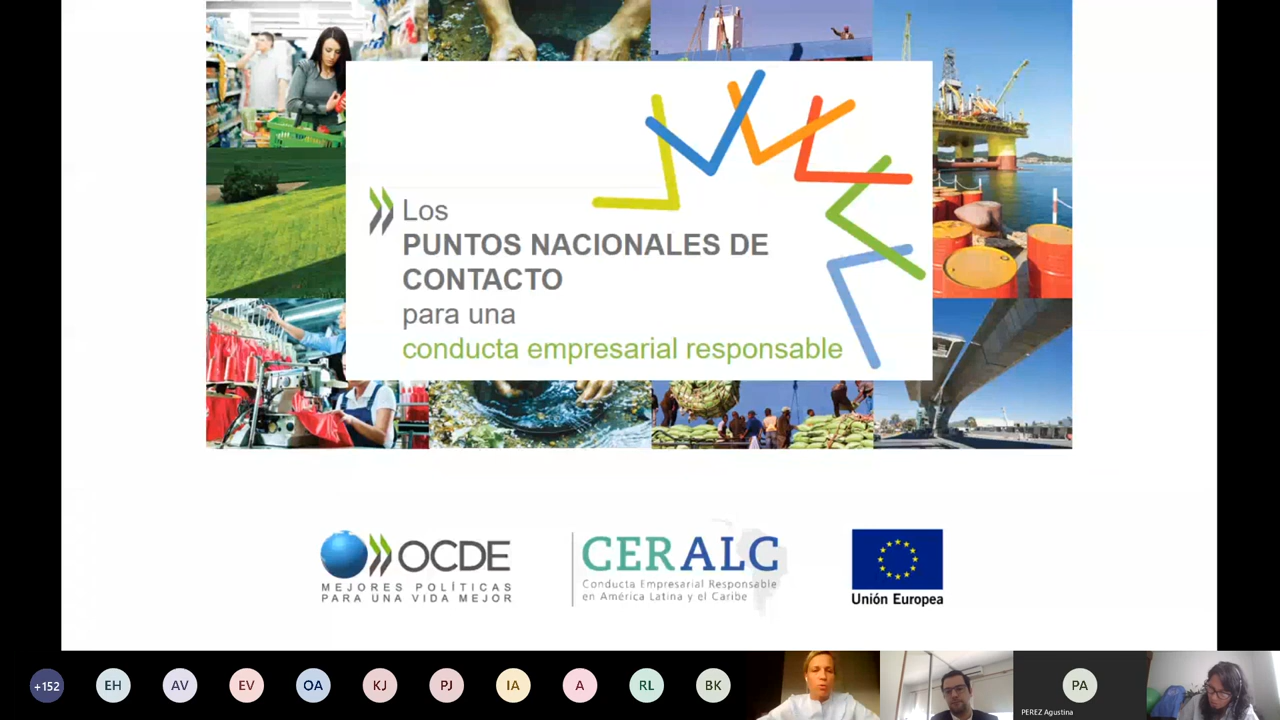 Los
PUNTOS NACIONALES DE
CONTACTO
para una
conducta empresarial responsable
OCDE
MEJORES POLÍTICAS
PARA UNA VIDA MEJOR
CERALC
Conducta Empresarial Responsable
en América Latina y el Caribe
Unión Europea
+152
EH
AV
EV
OA
KJ
PJ
IA
A
RL
BK
PA
PEREZ Agustina